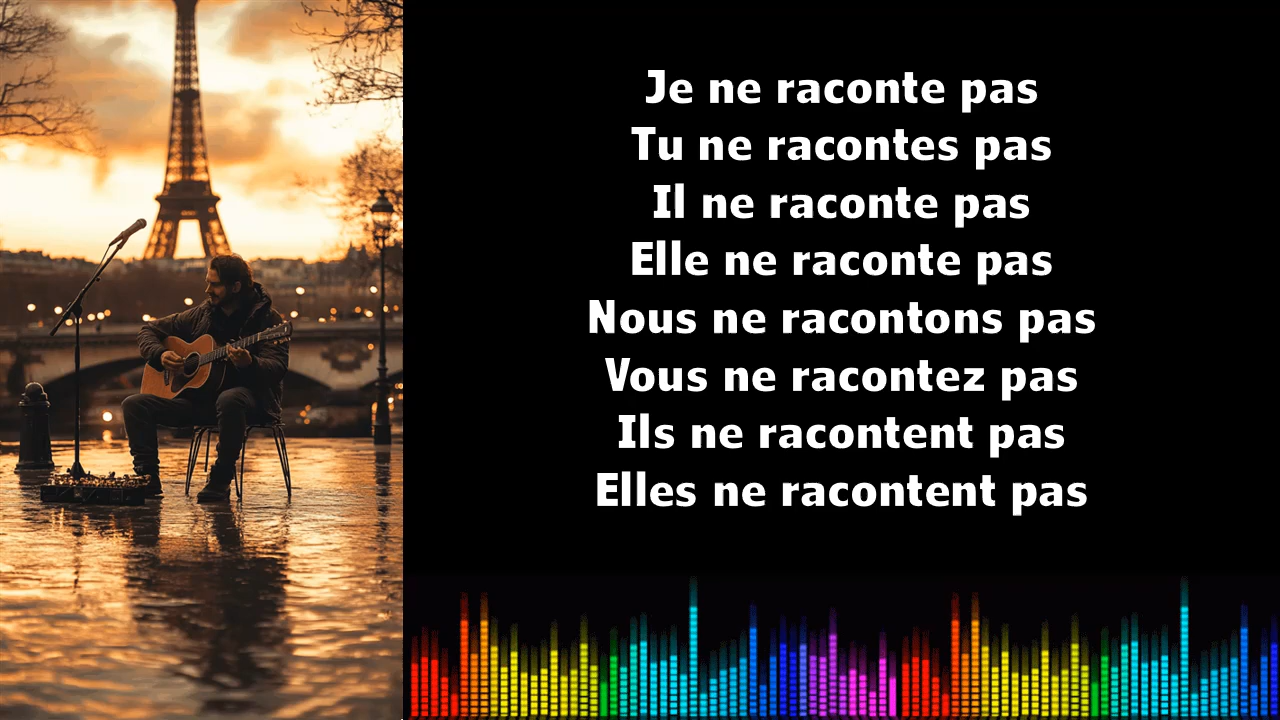 Je ne raconte pas
Tu ne racontes pas
Il ne raconte pas
Elle ne raconte pas
Nous ne racontons pas
Vous ne racontez pas
Ils ne racontent pas
Elles ne racontent pas